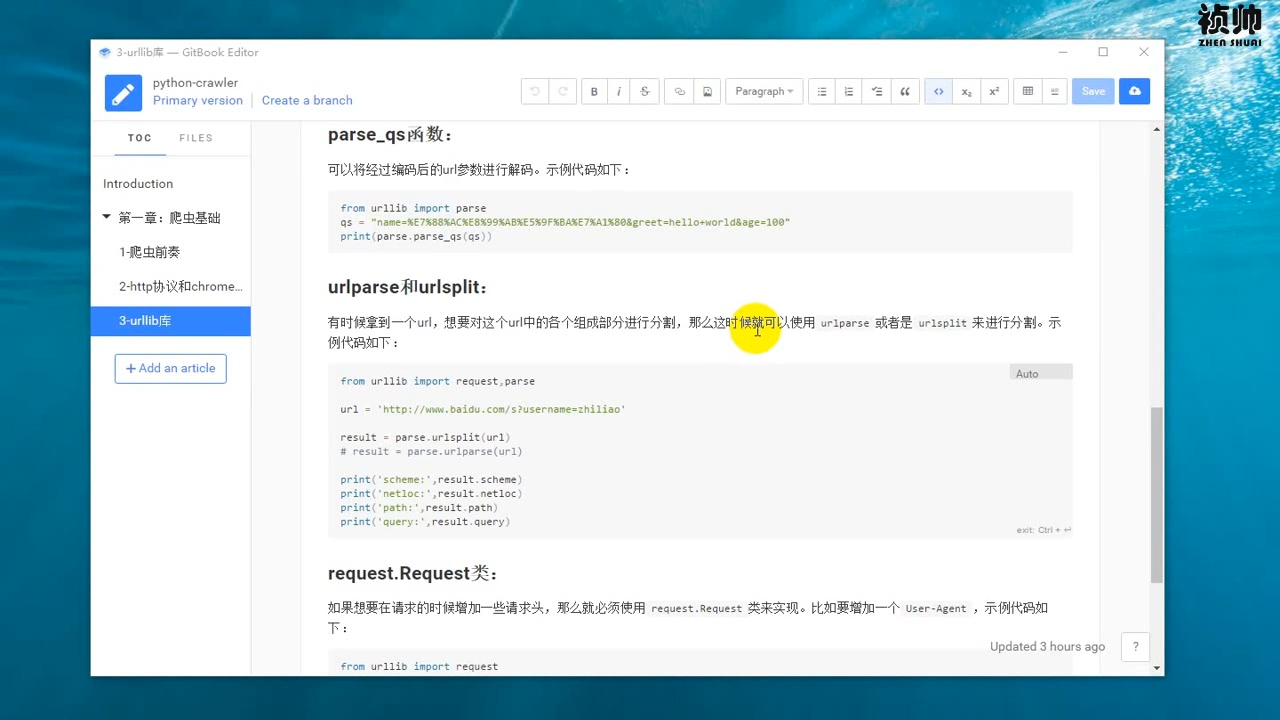 祯帅
ZHEN SHUAI
3-urllib库 — GitBook Editor
python-crawler
Primary version
Create a branch
B
i
S
Paragraph
x₂
x²
Save
TOC
FILES
Introduction
第一章：爬虫基础
1-爬虫前奏
2-http协议和chrome...
3-urllib库
+ Add an article
parse_qs函数：
可以将经过编码后的url参数进行解码。示例代码如下：
from urllib import parse
qs = "name=%E7%88%AC%E8%99%AB%E5%9F%BA%E7%A1%80&greet=hello+world&age=100"
print(parse.parse_qs(qs))
urlparse和urlsplit：
有时候拿到一个url，想要对这个url中的各个组成部分进行分割，那么这时候就可以使用 urlparse 或者是 urlsplit 来进行分割。示
例代码如下：
Auto
from urllib import request,parse
url = 'http://www.baidu.com/s?username=zhiliao'
result = parse.urlsplit(url)
# result = parse.urlparse(url)
print('scheme:',result.scheme)
print('netloc:',result.netloc)
print('path:',result.path)
print('query:',result.query)
exit: Ctrl + ↵
request.Request类：
如果想要在请求的时候增加一些请求头，那么就必须使用 request.Request 类来实现。比如要增加一个 User-Agent ，示例代码如
下：
from urllib import request
Updated 3 hours ago
?